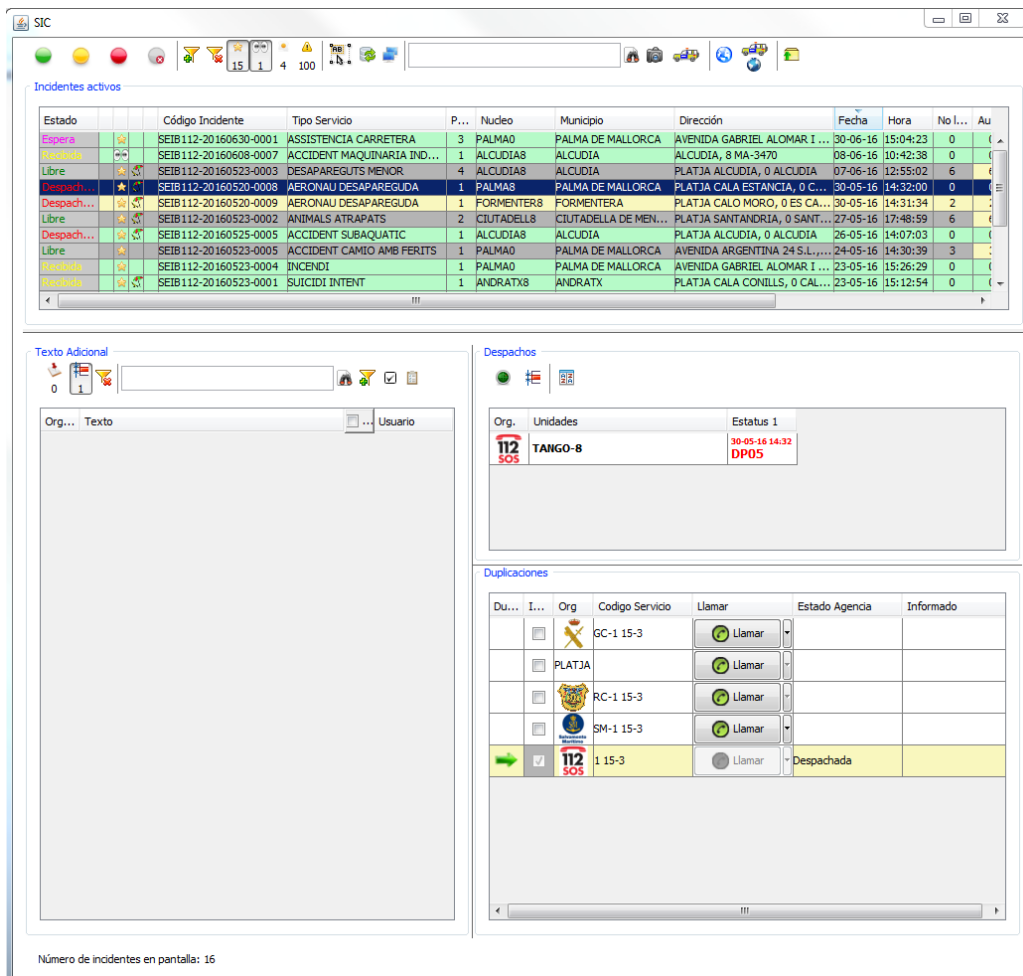 SIC
15 1 4 100 AB
Incidentes activos
Estado Código Incidente Tipo Servicio P... Nucleo Municipio Dirección Fecha Hora No l... Au
Espera SEIB112-20160630-0001 ASSISTENCIA CARRETERA 3 PALMA0 PALMA DE MALLORCA AVENIDA GABRIEL ALOMAR I ... 30-06-16 15:04:23 0
Recibida SEIB112-20160608-0007 ACCIDENT MAQUINARIA IND... 1 ALCUDIA8 ALCUDIA ALCUDIA, 8 MA-3470 08-06-16 10:42:38 0
Libre SEIB112-20160523-0003 DESAPAREGUTS MENOR 4 ALCUDIA8 ALCUDIA PLATJA ALCUDIA, 0 ALCUDIA 07-06-16 12:55:02 6
Despach... SEIB112-20160520-0008 AERONAU DESAPAREGUDA 1 PALMA8 PALMA DE MALLORCA PLATJA CALA ESTANCIA, 0 C... 30-05-16 14:32:00 0
Despach... SEIB112-20160520-0009 AERONAU DESAPAREGUDA 1 FORMENTER8 FORMENTERA PLATJA CALO MORO, 0 ES CA... 30-05-16 14:31:34 2
Libre SEIB112-20160523-0002 ANIMALS ATRAPATS 2 CIUTADELL8 CIUTADELLA DE MEN... PLATJA SANTANDRIA, 0 SANT... 27-05-16 17:48:59 6
Despach... SEIB112-20160525-0005 ACCIDENT SUBAQUATIC 1 ALCUDIA8 ALCUDIA PLATJA ALCUDIA, 0 ALCUDIA 26-05-16 14:07:03 0
Libre SEIB112-20160523-0005 ACCIDENT CAMIO AMB FERITS 1 PALMA0 PALMA DE MALLORCA AVENIDA ARGENTINA 24 S.L.,... 24-05-16 14:30:39 3
Recibida SEIB112-20160523-0004 INCENDI 1 PALMA0 PALMA DE MALLORCA AVENIDA GABRIEL ALOMAR I ... 23-05-16 15:26:29 0
Recibida SEIB112-20160523-0001 SUICIDI INTENT 1 ANDRATX8 ANDRATX PLATJA CALA CONILLS, 0 CAL... 23-05-16 15:12:54 0
Texto Adicional
0 1
Org... Texto ... Usuario
Despachos
Org. Unidades Estatus 1
112 SOS TANGO-8 30-05-16 14:32
DP05
Duplicaciones
Du... I... Org Codigo Servicio Llamar Estado Agencia Informado
GC-1 15-3 Llamar
PLATJA Llamar
RC-1 15-3 Llamar
Salvamento Marítimo SM-1 15-3 Llamar
112 SOS 1 15-3 Llamar Despachada
Número de incidentes en pantalla: 16